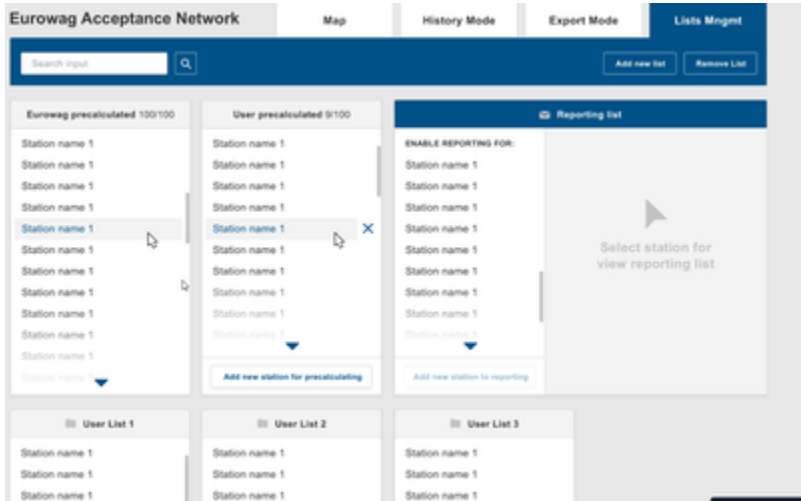 Eurowag Acceptance Network
Map
History Mode
Export Mode
Lists Mngmt
Search input
Add new list
Remove List
Eurowag precalculated 100/100
Station name 1
Station name 1
Station name 1
Station name 1
Station name 1
Station name 1
Station name 1
Station name 1
Station name 1
Station name 1
Station name 1
Station name 1
User precalculated 9/100
Station name 1
Station name 1
Station name 1
Station name 1
Station name 1
Station name 1
Station name 1
Station name 1
Station name 1
Station name 1
Add new station for precalculating
Reporting list
ENABLE REPORTING FOR:
Station name 1
Station name 1
Station name 1
Station name 1
Station name 1
Station name 1
Station name 1
Station name 1
Station name 1
Add new station to reporting
Select station for
view reporting list
User List 1
Station name 1
Station name 1
Station name 1
User List 2
Station name 1
Station name 1
Station name 1
User List 3
Station name 1
Station name 1
Station name 1